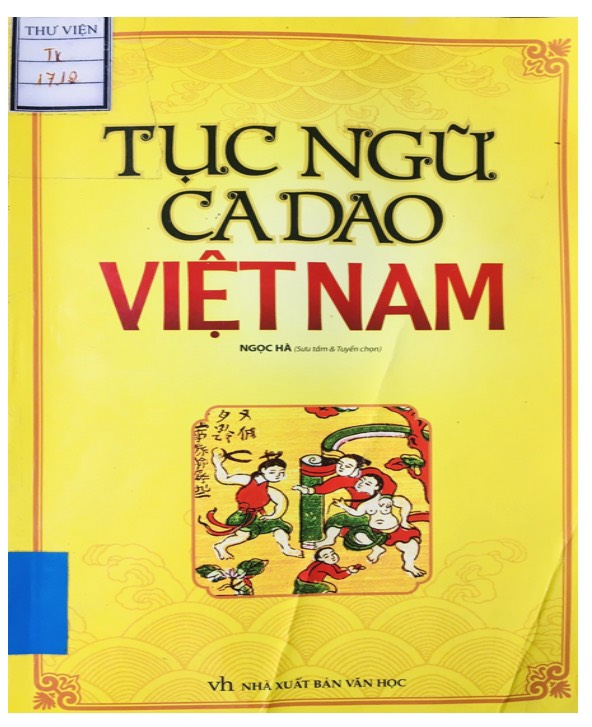 THƯ VIỆN
TK
1712
TỤC NGỮ
CA DAO
VIỆT NAM
NGỌC HÀ (Sưu tầm & Tuyển chọn)
vh NHÀ XUẤT BẢN VĂN HỌC